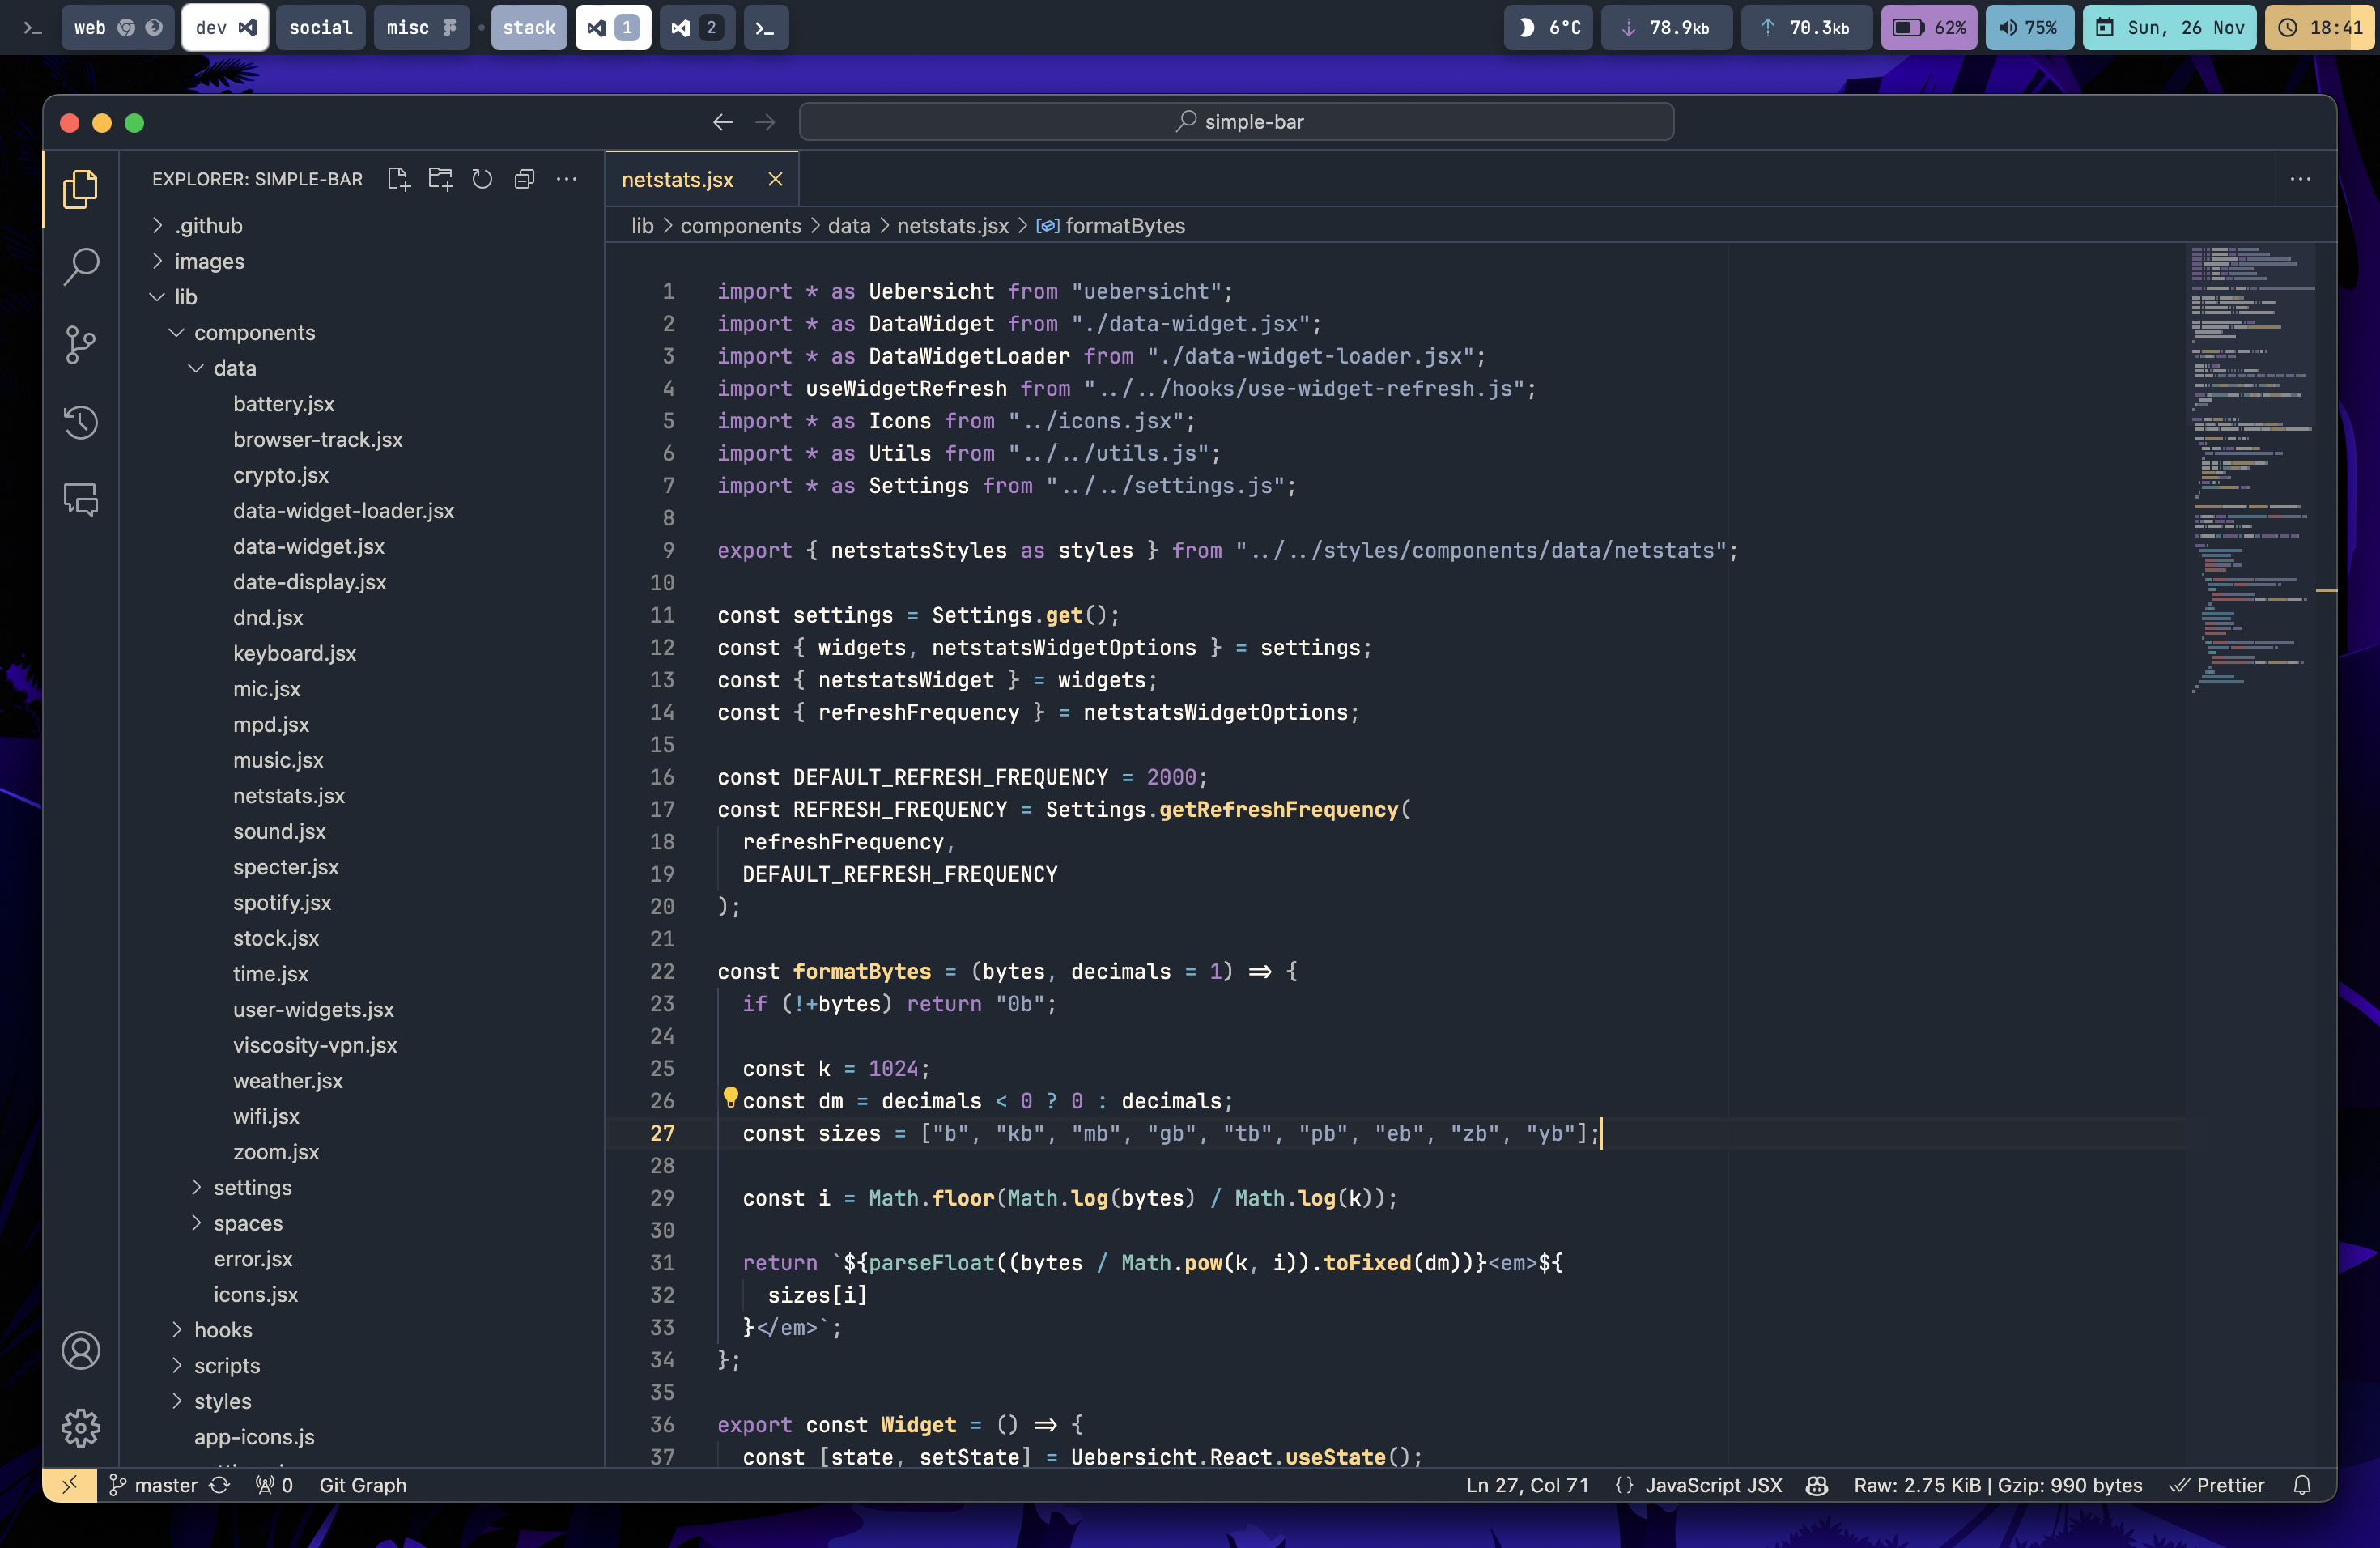 web dev social misc stack 1 2 6°C 78.9kb 70.3kb 62% 75% Sun, 26 Nov 18:41
simple-bar
EXPLORER: SIMPLE-BAR
.github
images
lib
components
data
battery.jsx
browser-track.jsx
crypto.jsx
data-widget-loader.jsx
data-widget.jsx
date-display.jsx
dnd.jsx
keyboard.jsx
mic.jsx
mpd.jsx
music.jsx
netstats.jsx
sound.jsx
specter.jsx
spotify.jsx
stock.jsx
time.jsx
user-widgets.jsx
viscosity-vpn.jsx
weather.jsx
wifi.jsx
zoom.jsx
settings
spaces
error.jsx
icons.jsx
hooks
scripts
styles
app-icons.js
netstats.jsx
lib > components > data > netstats.jsx > formatBytes
1 import * as Uebersicht from "uebersicht";
2 import * as DataWidget from "./data-widget.jsx";
3 import * as DataWidgetLoader from "./data-widget-loader.jsx";
4 import useWidgetRefresh from "../../hooks/use-widget-refresh.js";
5 import * as Icons from "../icons.jsx";
6 import * as Utils from "../../utils.js";
7 import * as Settings from "../../settings.js";
8
9 export { netstatsStyles as styles } from "../../styles/components/data/netstats";
10
11 const settings = Settings.get();
12 const { widgets, netstatsWidgetOptions } = settings;
13 const { netstatsWidget } = widgets;
14 const { refreshFrequency } = netstatsWidgetOptions;
15
16 const DEFAULT_REFRESH_FREQUENCY = 2000;
17 const REFRESH_FREQUENCY = Settings.getRefreshFrequency(
18 refreshFrequency,
19 DEFAULT_REFRESH_FREQUENCY
20 );
21
22 const formatBytes = (bytes, decimals = 1) => {
23 if (!+bytes) return "0b";
24
25 const k = 1024;
26 const dm = decimals < 0 ? 0 : decimals;
27 const sizes = ["b", "kb", "mb", "gb", "tb", "pb", "eb", "zb", "yb"];
28
29 const i = Math.floor(Math.log(bytes) / Math.log(k));
30
31 return `${parseFloat((bytes / Math.pow(k, i)).toFixed(dm))}<em>${
32 sizes[i]
33 }</em>`;
34 };
35
36 export const Widget = () => {
37 const [state, setState] = Uebersicht.React.useState();
master 0 Git Graph Ln 27, Col 71 {} JavaScript JSX Raw: 2.75 KiB | Gzip: 990 bytes Prettier